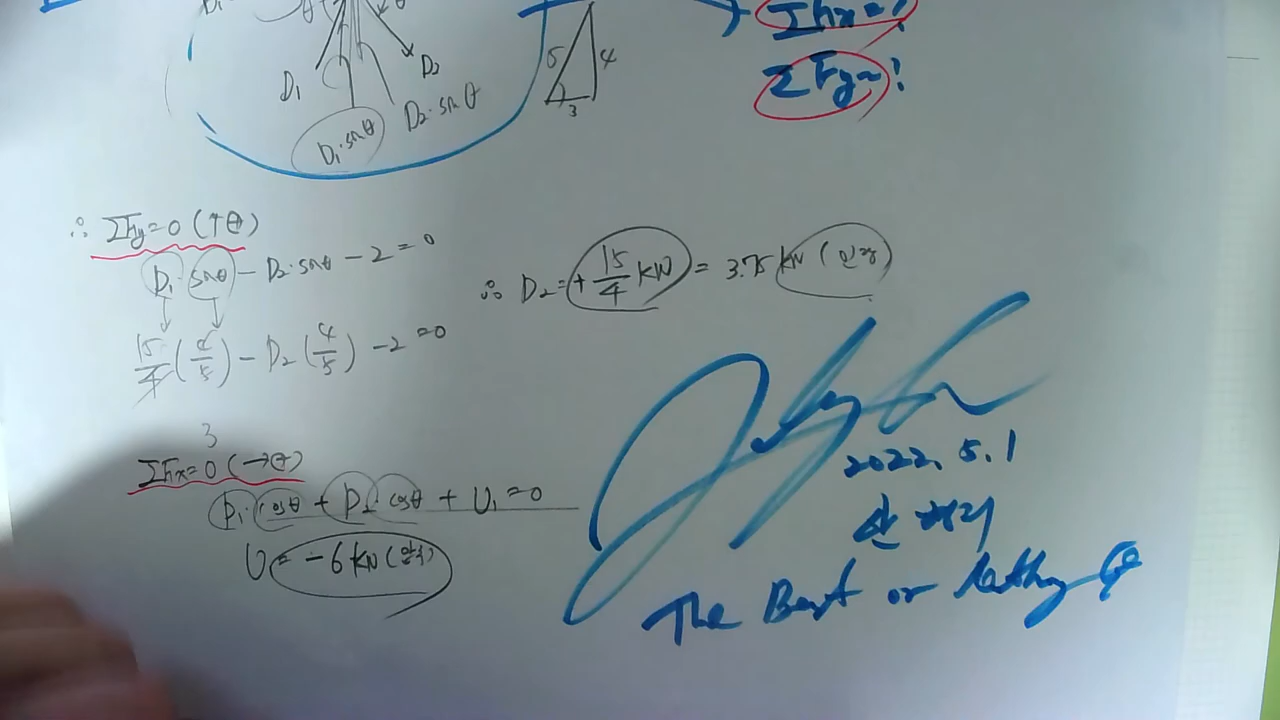 θ
D₁
D₂
D₁·sinθ
D₂·sinθ
5
4
3
ΣFx=!
ΣFy=!
∴ ΣFy=0 (↑⊕)
D₁ sinθ - D₂·sinθ - 2 = 0
15/4 (4/5) - D₂ (4/5) - 2 = 0
3
∴ D₂ = + 15/4 kN = 3.75 kN (인장)
ΣFx=0 (→⊕)
D₁·cosθ + D₂·cosθ + U₁ = 0
U = -6 kN (압축)
2022. 5. 1
The Best or Nothing